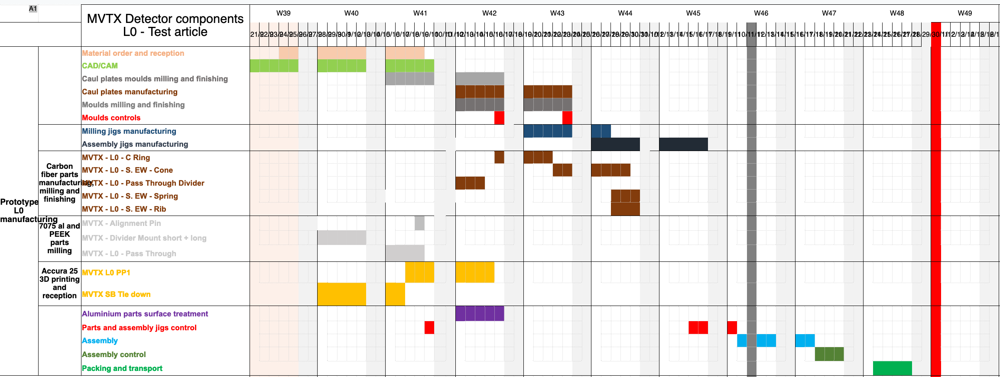 A1
MVTX Detector components
L0 - Test article
W39 W40 W41 W42 W43 W44 W45 W46 W47 W48 W49
Prototype
L0
manufacturing
Material order and reception
CAD/CAM
Caul plates moulds milling and finishing
Caul plates manufacturing
Moulds milling and finishing
Moulds controls
Milling jigs manufacturing
Assembly jigs manufacturing
Carbon
fiber parts
manufacturing,
milling and
finishing
MVTX - L0 - C Ring
MVTX - L0 - S. EW - Cone
MVTX - L0 - Pass Through Divider
MVTX - L0 - S. EW - Spring
MVTX - L0 - S. EW - Rib
7075 al and
PEEK
parts
milling
MVTX - Alignment Pin
MVTX - Divider Mount short + long
MVTX - L0 - Pass Through
Accura 25
3D printing
and
reception
MVTX L0 PP1
MVTX SB Tie down
Aluminium parts surface treatment
Parts and assembly jigs control
Assembly
Assembly control
Packing and transport